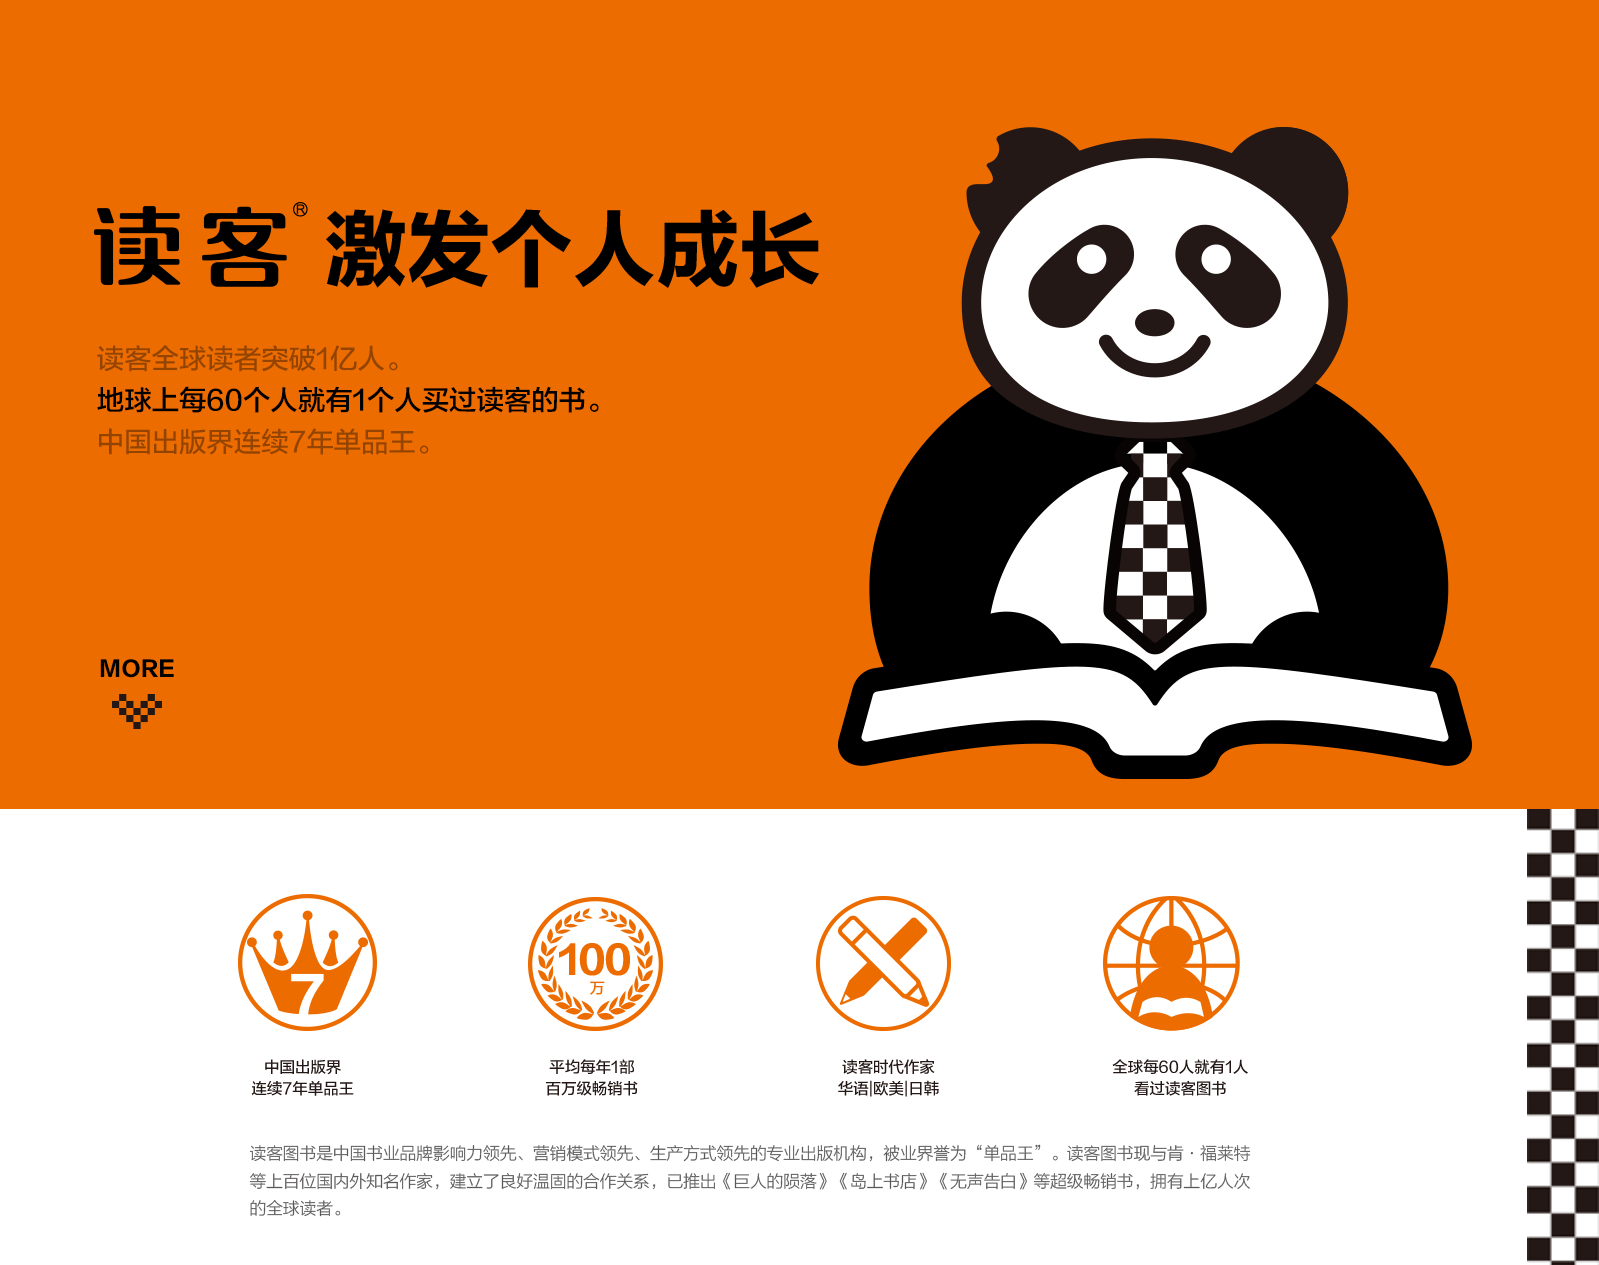 读客® 激发个人成长
读客全球读者突破1亿人。
地球上每60个人就有1个人买过读客的书。
中国出版界连续7年单品王。
MORE
7
100
万
中国出版界
连续7年单品王
平均每年1部
百万级畅销书
读客时代作家
华语|欧美|日韩
全球每60人就有1人
看过读客图书
读客图书是中国书业品牌影响力领先、营销模式领先、生产方式领先的专业出版机构，被业界誉为“单品王”。读客图书现与肯·福莱特
等上百位国内外知名作家，建立了良好温固的合作关系，已推出《巨人的陨落》《岛上书店》《无声告白》等超级畅销书，拥有上亿人次
的全球读者。